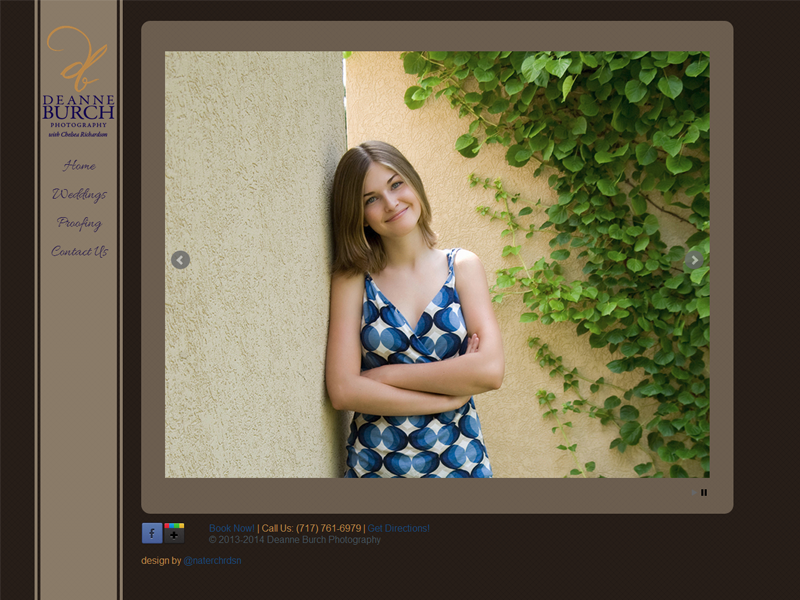 DEANNE
BURCH
PHOTOGRAPHY
with Chelsea Richardson
Home
Weddings
Proofing
Contact Us
f
+
Book Now! | Call Us: (717) 761-6979 | Get Directions!
© 2013-2014 Deanne Burch Photography
design by @naterchrdsn